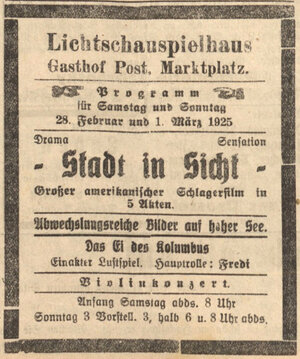 Lichtschauspielhaus
Gasthof Post, Marktplatz.
Programm
für Samstag und Sonntag
28. Februar und 1. März 1925
Drama Sensation
- Stadt in Sicht -
Großer amerikanischer Schlagerfilm in
5 Akten.
Abwechslungsreiche Bilder auf hoher See.
Das Ei des Kolumbus
Einakter Lustspiel. Hauptrolle: Fredi
Violinkonzert.
Anfang Samstag abds. 8 Uhr
Sonntag 3 Vorstell. 3, halb 6 u. 8 Uhr abds.